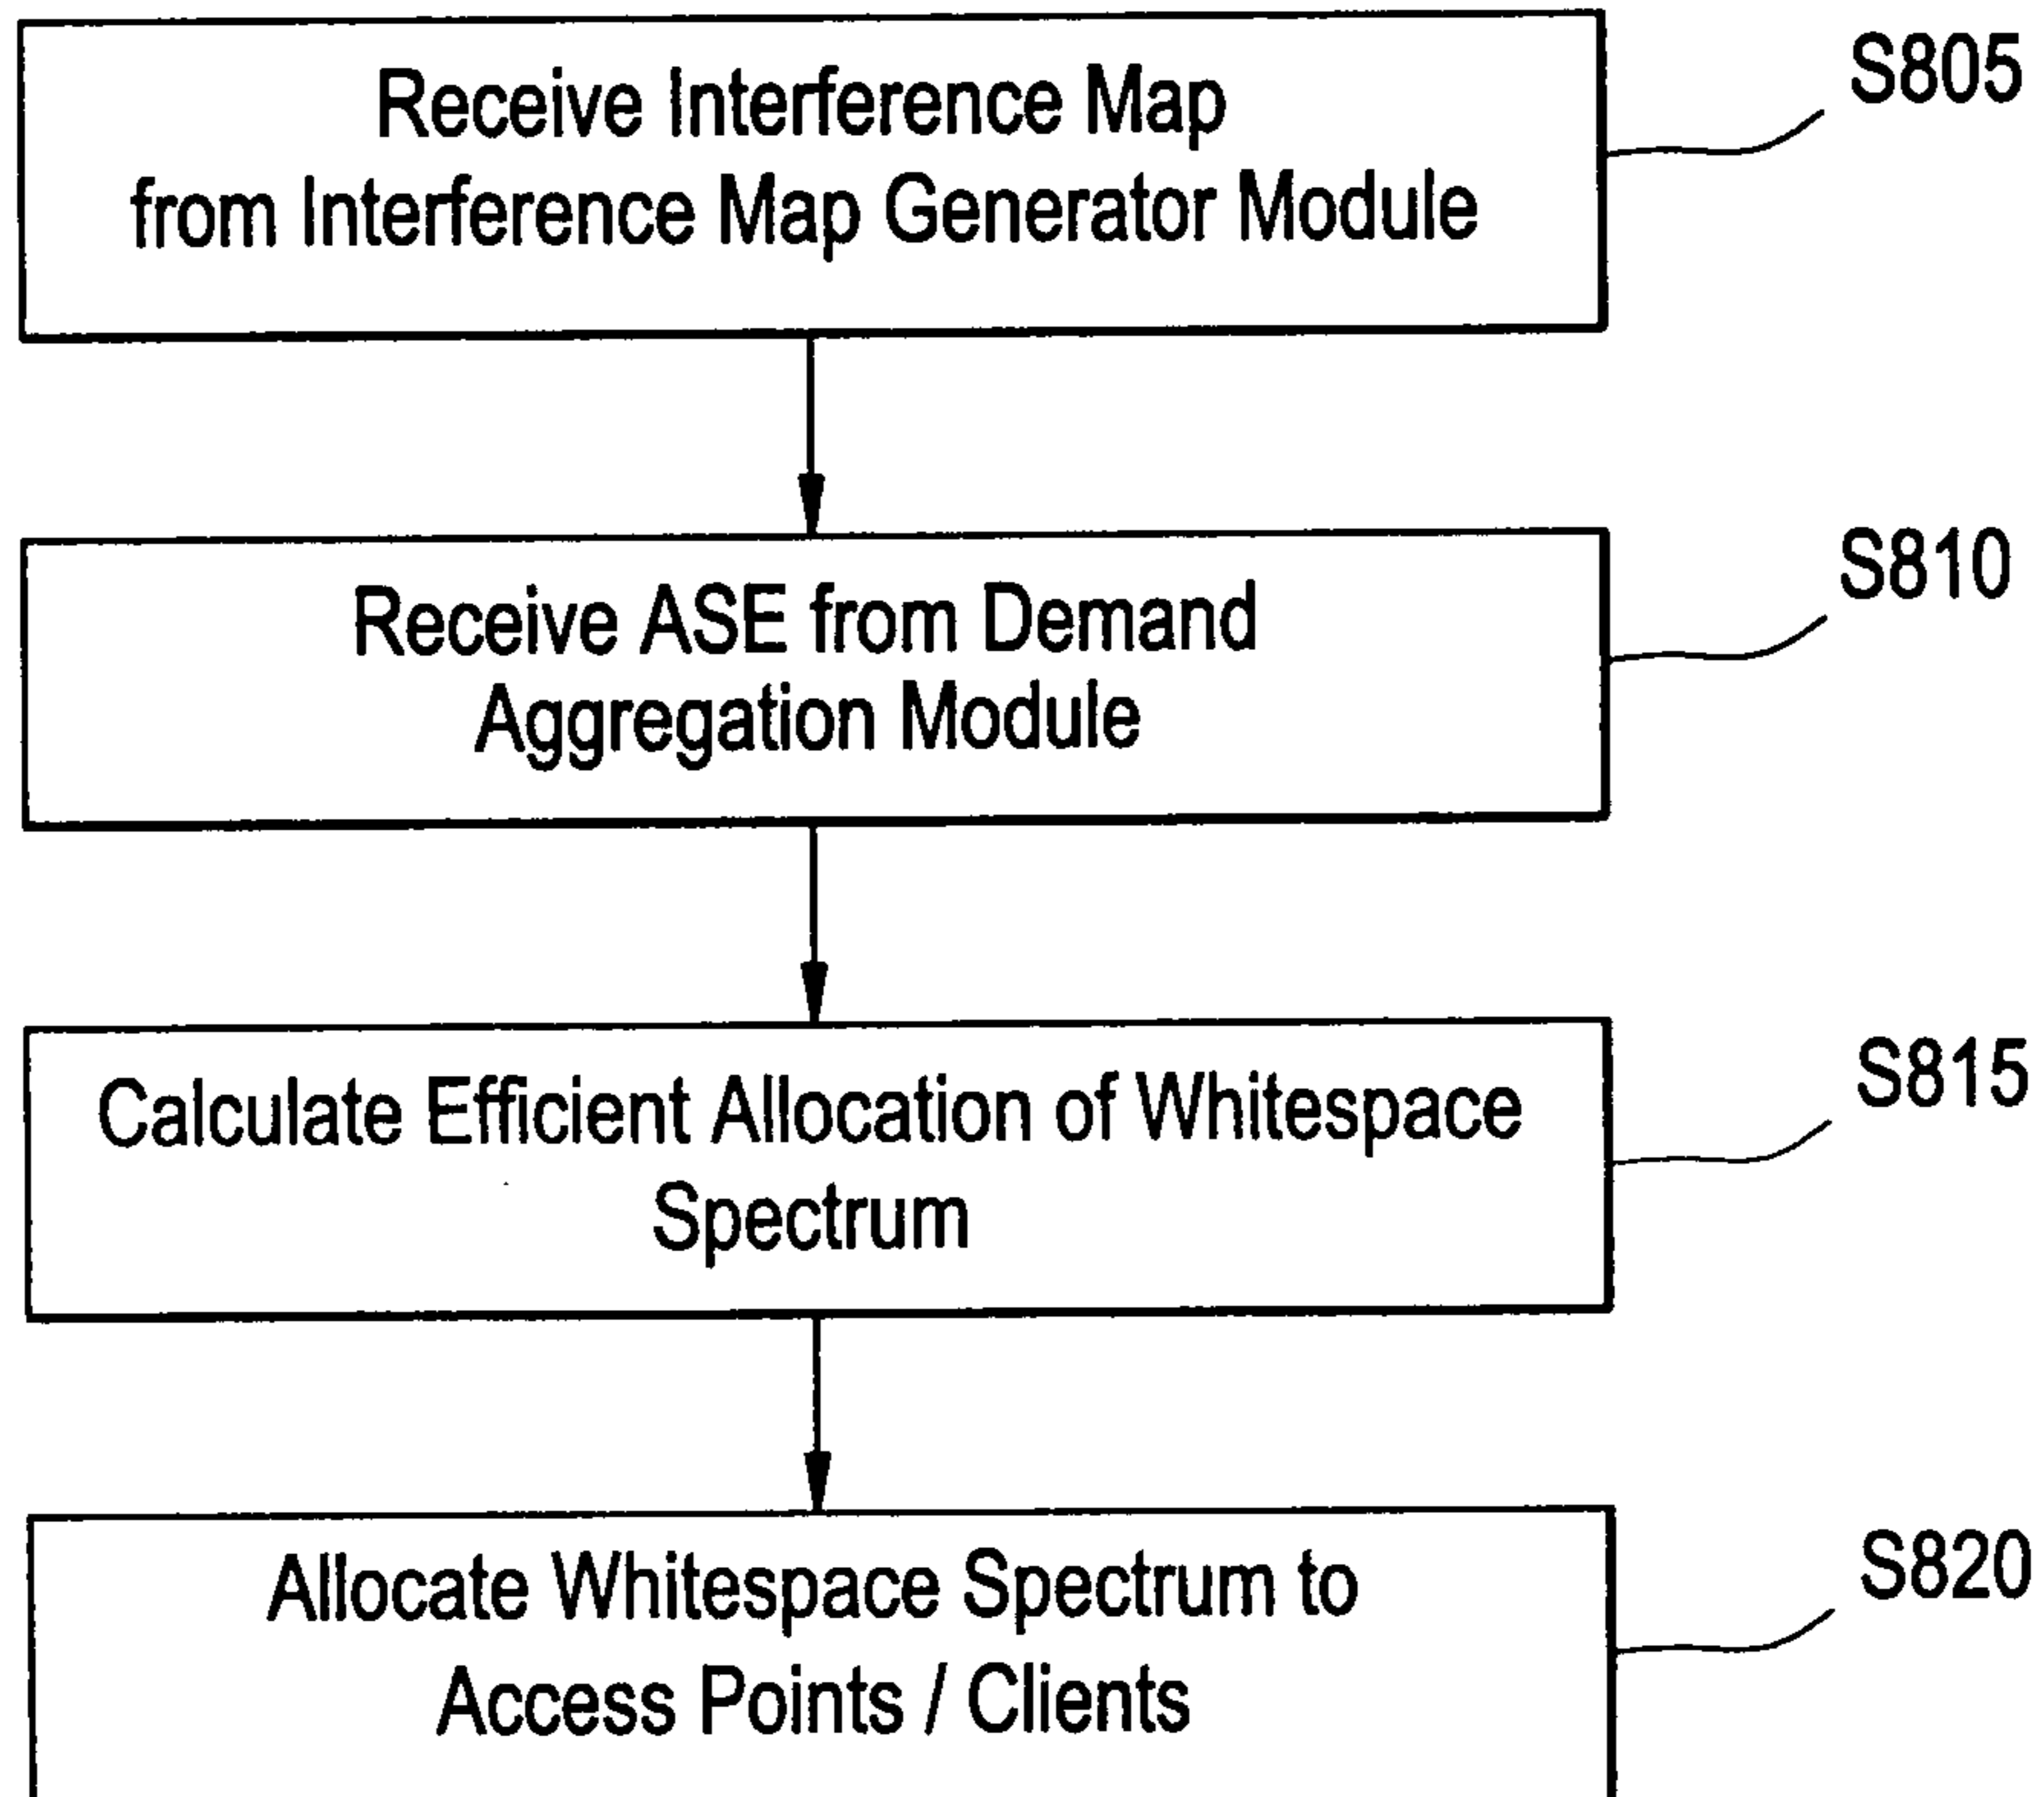 Receive Interference Map
from Interference Map Generator Module
S805
Receive ASE from Demand
Aggregation Module
S810
Calculate Efficient Allocation of Whitespace
Spectrum
S815
Allocate Whitespace Spectrum to
Access Points / Clients
S820